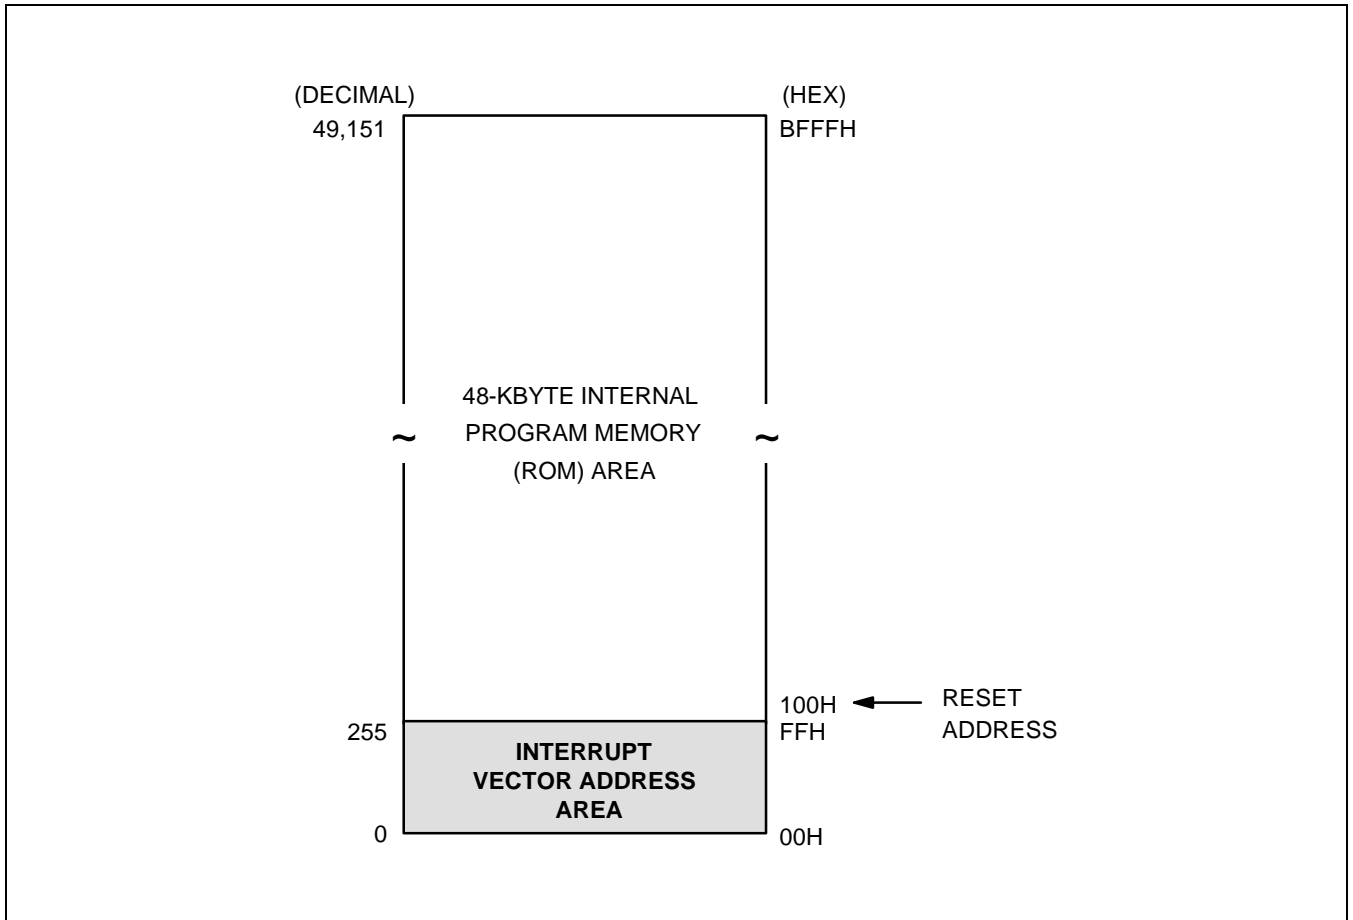 (DECIMAL)
(HEX)
49,151
BFFFH
48-KBYTE INTERNAL
~
PROGRAM MEMORY
~
(ROM) AREA
100H
RESET
ADDRESS
255
FFH
INTERRUPT
VECTOR ADDRESS
AREA
0
00H